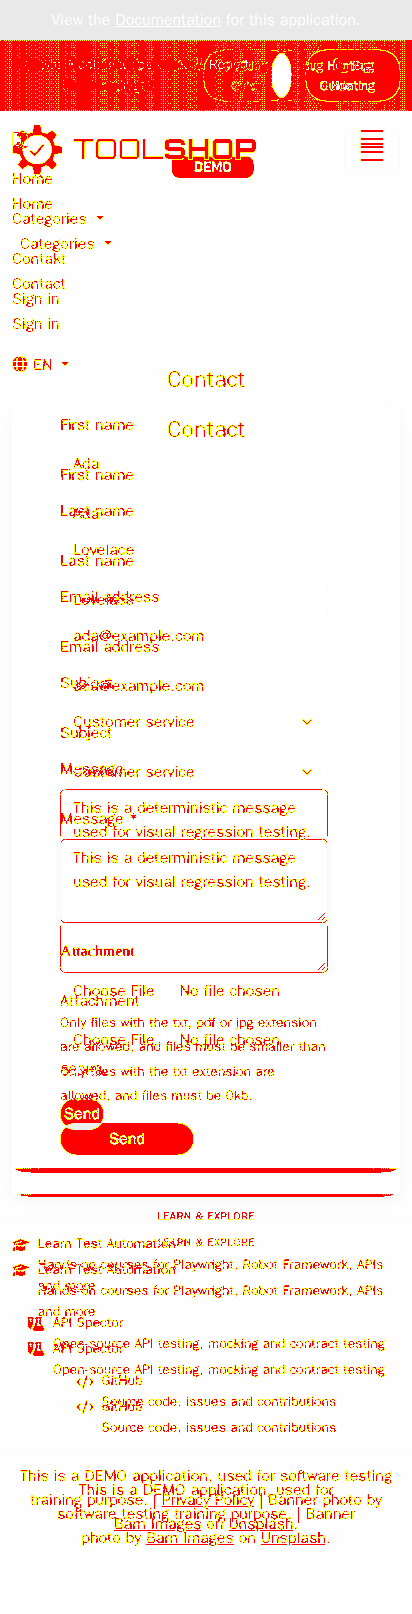 View the Documentation for this application.
TOOLSHOP
DEMO
Home
Home
Categories
Categories
Contact
Contact
Sign in
Sign in
EN
Contact
Contact
First name
Ada
First name
Last name
Lovelace
Last name
Email address
ada@example.com
Email address
ada@example.com
Subject
Customer service
Subject
Message
Customer service
This is a deterministic message
Message *
used for visual regression testing.
This is a deterministic message
used for visual regression testing.
Attachment
Choose File No file chosen
Attachment
Only files with the txt, pdf or jpg extension
are allowed, and files must be smaller than
Choose File No file chosen
Only files with the txt extension are
allowed, and files must be 0kb.
Send
Send
LEARN & EXPLORE
LEARN & EXPLORE
Learn Test Automation
Hands-on courses for Playwright, Robot Framework, APIs
Learn Test Automation
and more
Hands-on courses for Playwright, Robot Framework, APIs
and more
API Spector
Open-source API testing, mocking and contract testing
API Spector
Open-source API testing, mocking and contract testing
GitHub
Source code, issues and contributions
GitHub
Source code, issues and contributions
This is a DEMO application, used for software testing
This is a DEMO application, used for
training purpose. | Privacy Policy | Banner photo by
software testing training purpose. | Banner
Barn Images on Unsplash.
photo by Barn Images on Unsplash.